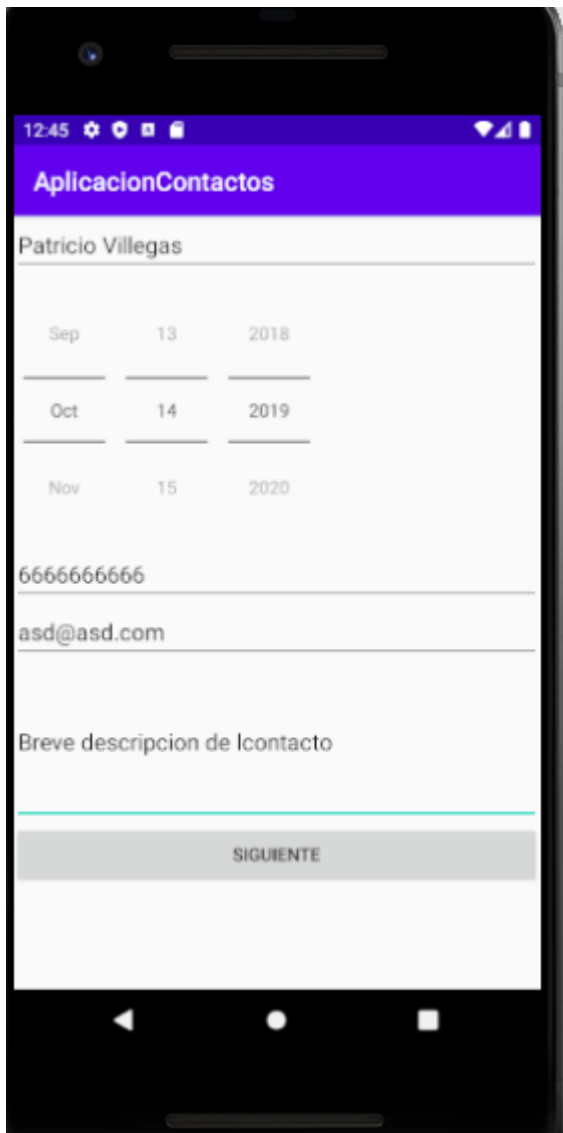 12:45
AplicacionContactos
Patricio Villegas
Sep 13 2018
Oct 14 2019
Nov 15 2020
6666666666
asd@asd.com
Breve descripcion de lcontacto
SIGUIENTE